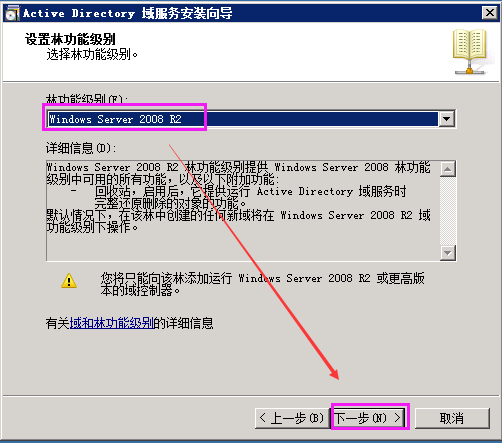 Active Directory 域服务安装向导
设置林功能级别
选择林功能级别。
林功能级别(F):
Windows Server 2008 R2
详细信息(D):
Windows Server 2008 R2 林功能级别提供 Windows Server 2008 林功能
级别中可用的所有功能，以及以下附加功能:
- 回收站，启用后，它提供运行 Active Directory 域服务时
完整还原删除的对象的功能。
默认情况下，在该林中创建的任何新域将在 Windows Server 2008 R2 域
功能级别下操作。
您将只能向该林添加运行 Windows Server 2008 R2 或更高版
本的域控制器。
有关域和林功能级别的详细信息
< 上一步(B) 下一步(N) > 取消